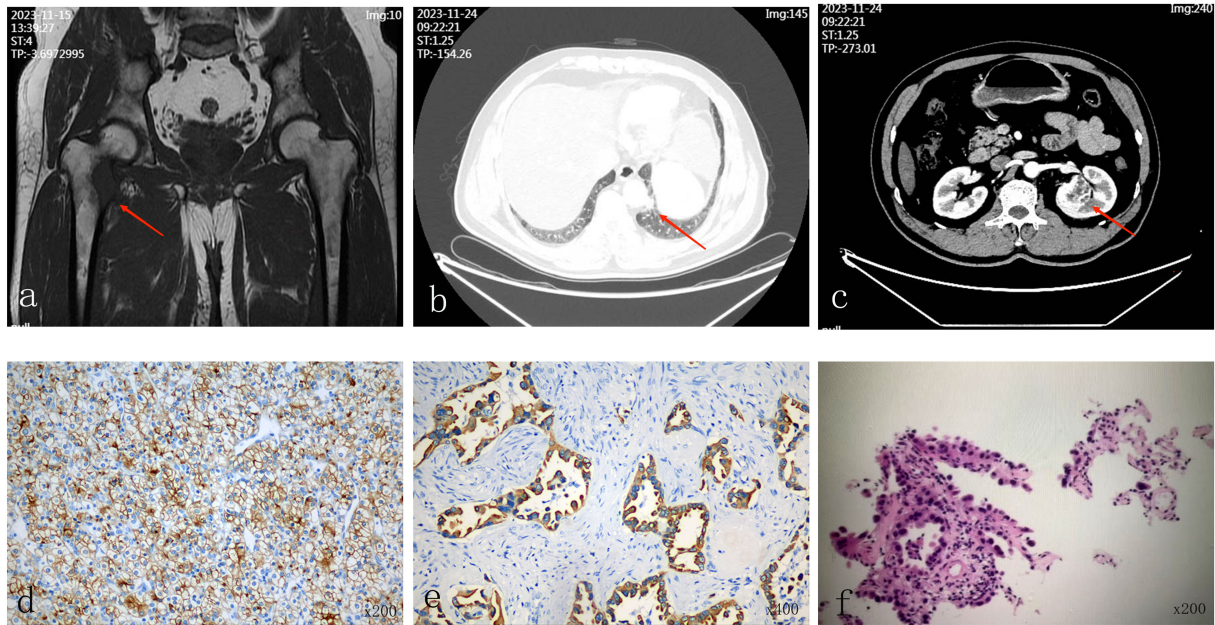 2023-11-15
13:39:27
ST:4
TP:-3.6972995
Img:10
a
2023-11-24
09:22:21
ST:1.25
TP:-154.26
Img:145
b
2023-11-24
09:22:21
ST:1.25
TP:-273.01
Img:240
c
d
x200
e
x400
f
x200